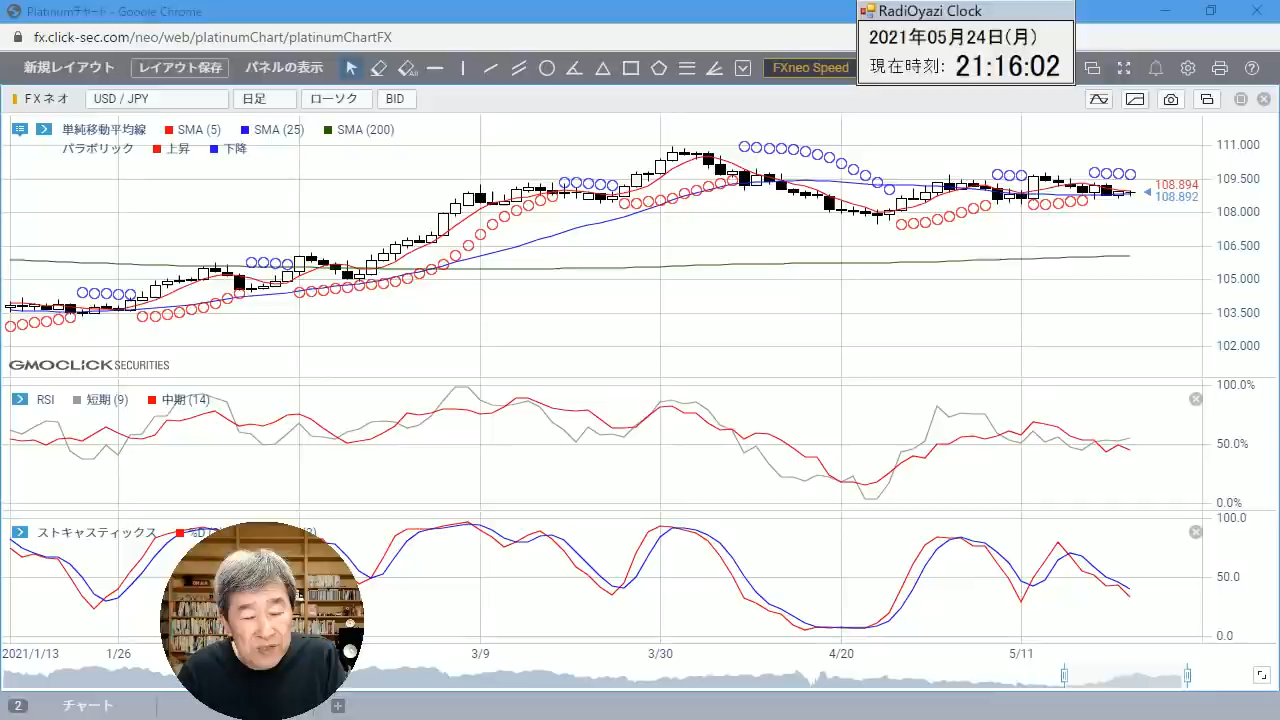 Platinumチャート - Google Chrome
RadiOyazi Clock
2021年05月24日(月)
現在時刻: 21:16:02
fx.click-sec.com/neo/web/platinumChart/platinumChartFX
新規レイアウト レイアウト保存 パネルの表示 FXneo Speed
FXネオ USD / JPY 日足 ローソク BID
単純移動平均線 SMA (5) SMA (25) SMA (200)
パラボリック 上昇 下降
111.000
109.500
108.894
108.892
108.000
106.500
105.000
103.500
102.000
GMOCLICK SECURITIES
RSI 短期 (9) 中期 (14)
100.0%
50.0%
0.0%
ストキャスティックス %D
100.0
50.0
0.0
2021/1/13 1/26 3/9 3/30 4/20 5/11
2 チャート